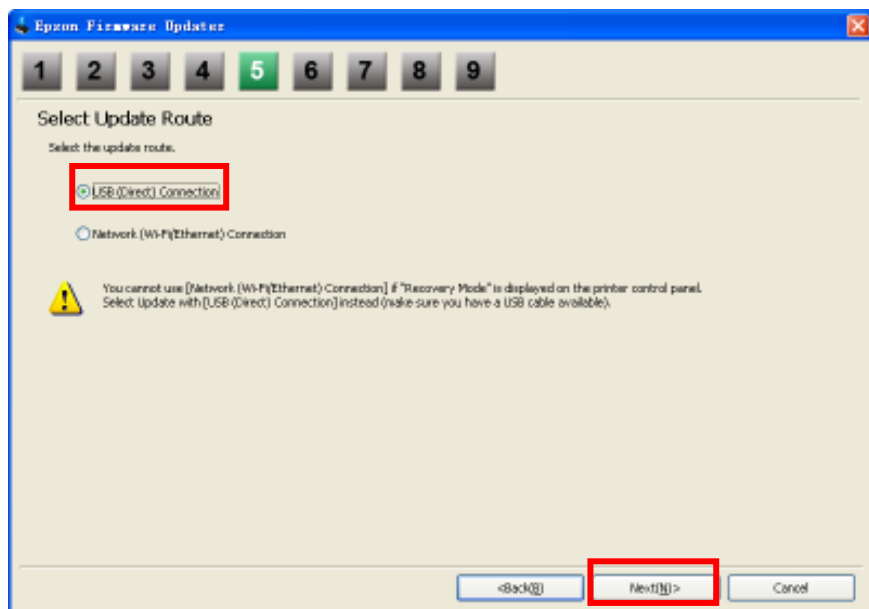 Epson Firmware Updater
1 2 3 4 5 6 7 8 9
Select Update Route
Select the update route.
USB (Direct) Connection
Network (Wi-Fi/Ethernet) Connection
You cannot use [Network (Wi-Fi/Ethernet) Connection] if "Recovery Mode" is displayed on the printer control panel.
Select Update with [USB (Direct) Connection] instead (make sure you have a USB cable available).
<Back(B) Next(N)> Cancel